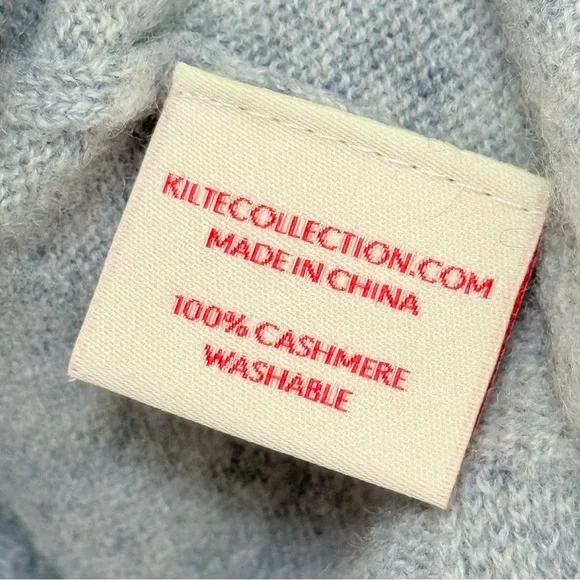 KILTECOLLECTION.COM
MADE IN CHINA
100% CASHMERE
WASHABLE